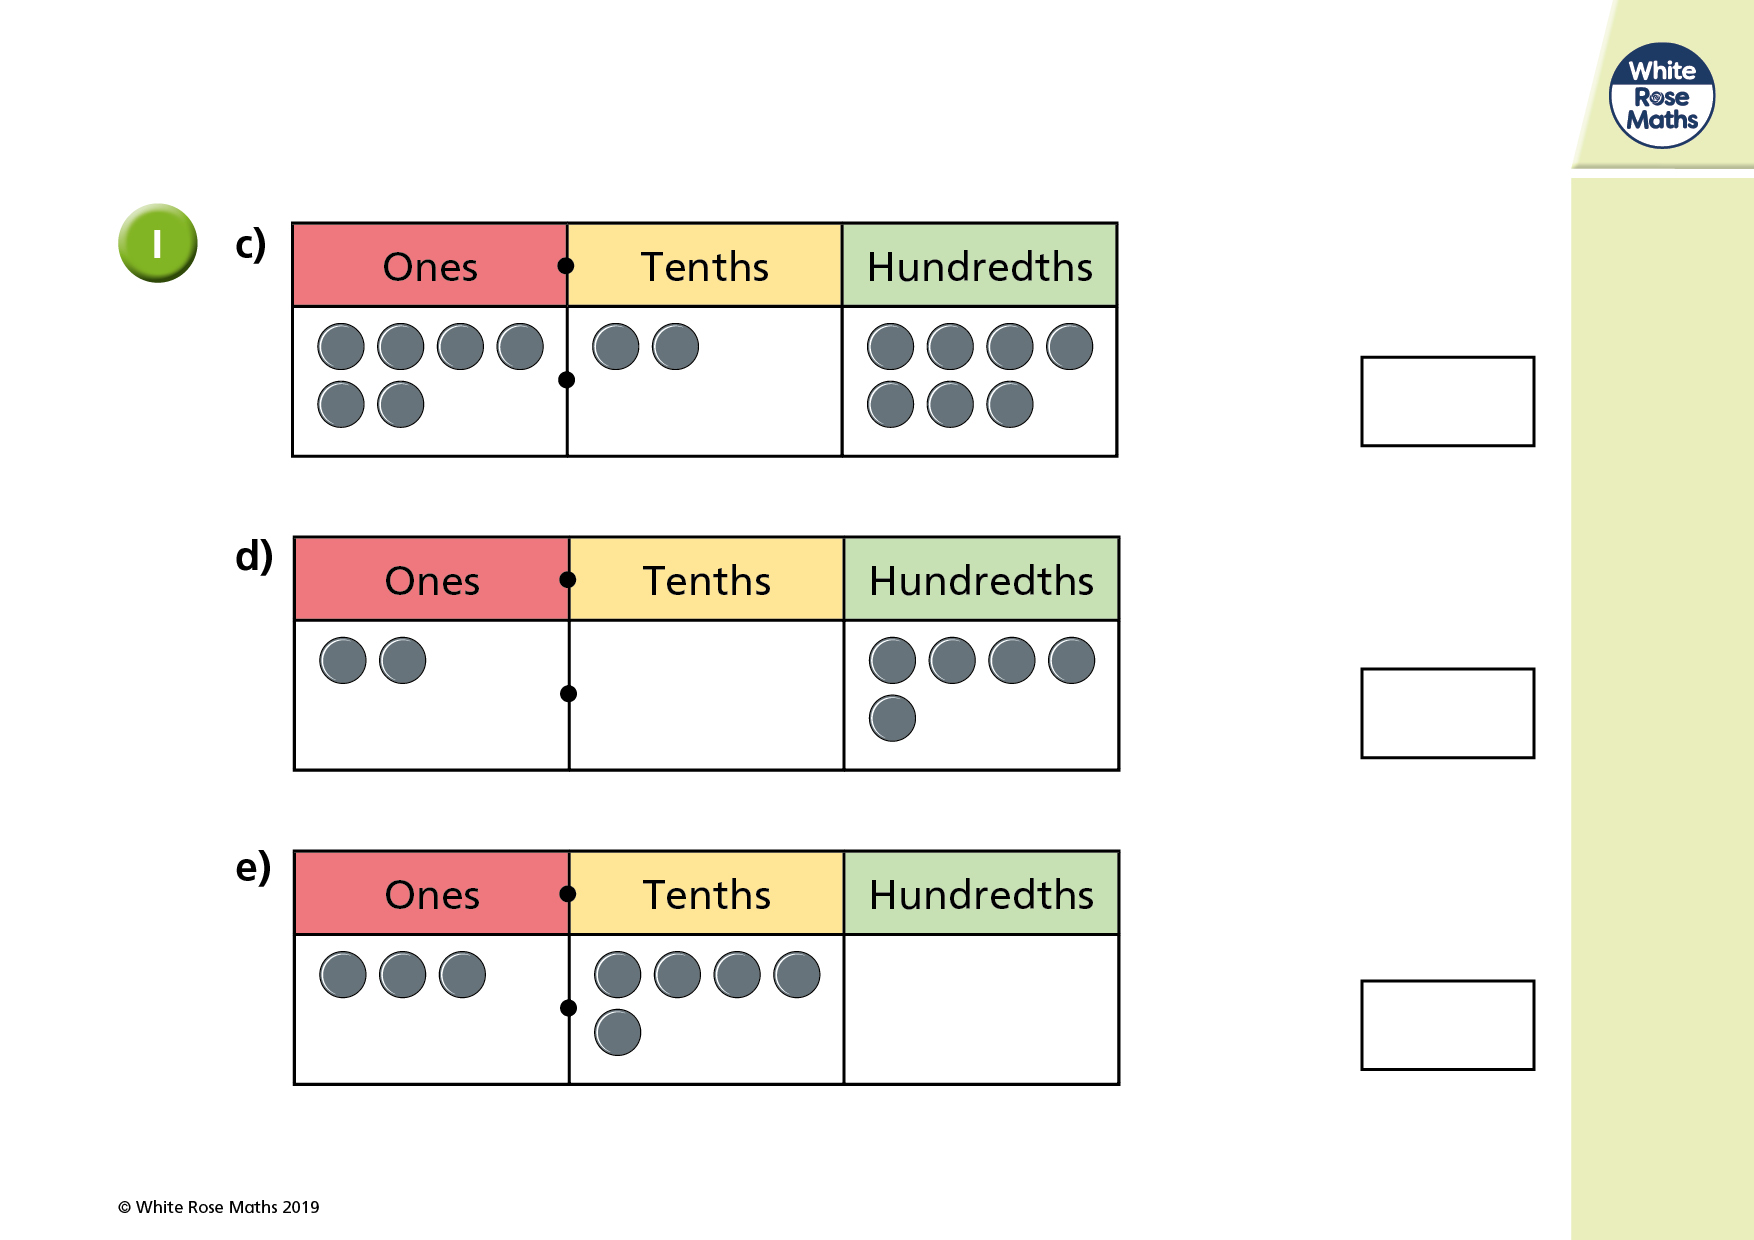 White
Rose
Maths
1 c)
Ones Tenths Hundredths
d)
Ones Tenths Hundredths
e)
Ones Tenths Hundredths
© White Rose Maths 2019